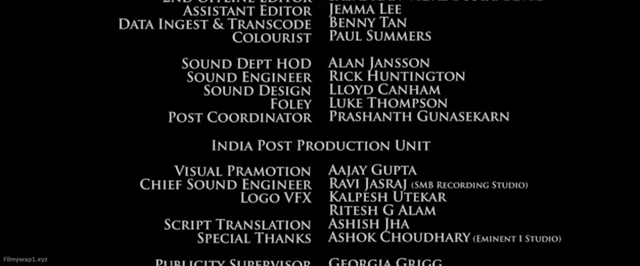 2ND OFFLINE EDITOR
ASSISTANT EDITOR JEMMA LEE
DATA INGEST & TRANSCODE BENNY TAN
COLOURIST PAUL SUMMERS
SOUND DEPT HOD ALAN JANSSON
SOUND ENGINEER RICK HUNTINGTON
SOUND DESIGN LLOYD CANHAM
FOLEY LUKE THOMPSON
POST COORDINATOR PRASHANTH GUNASEKARN
INDIA POST PRODUCTION UNIT
VISUAL PRAMOTION AAJAY GUPTA
CHIEF SOUND ENGINEER RAVI JASRAJ (SMB RECORDING STUDIO)
LOGO VFX KALPESH UTEKAR
RITESH G ALAM
SCRIPT TRANSLATION ASHISH JHA
SPECIAL THANKS ASHOK CHOUDHARY (EMINENT I STUDIO)
PUBLICITY SUPERVISOR GEORGIA GRIGG
Filmywap1.xyz